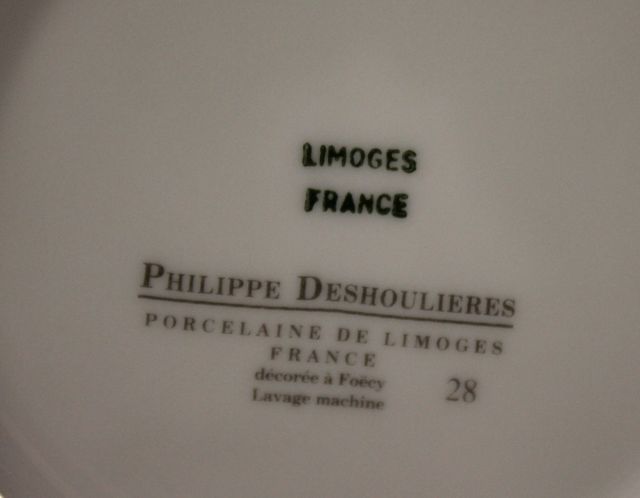 LIMOGES
FRANCE
PHILIPPE DESHOULIERES
PORCELAINE DE LIMOGES
FRANCE
décorée à Foëcy
Lavage machine
28